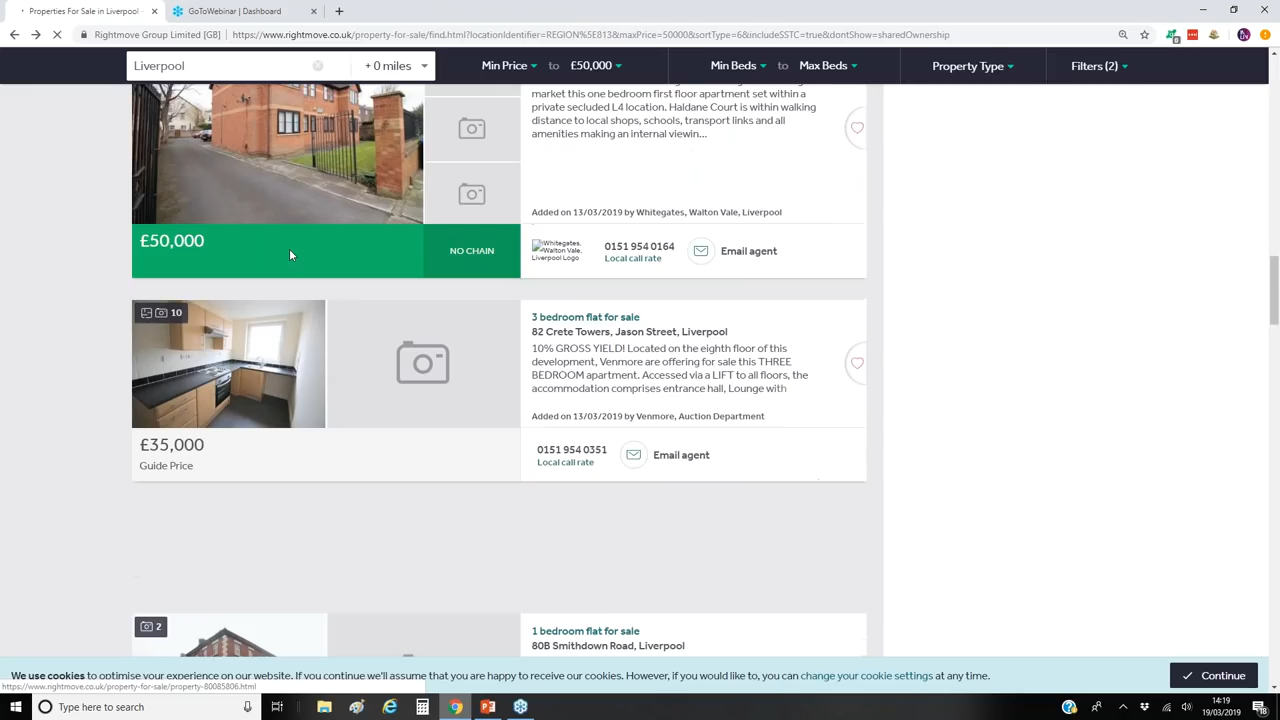 Properties For Sale in Liverpool
GoToWebinar | Dashboard
Rightmove Group Limited [GB] https://www.rightmove.co.uk/property-for-sale/find.html?locationIdentifier=REGION%5E813&maxPrice=50000&sortType=6&includeSSTC=true&dontShow=sharedOwnership
Liverpool + 0 miles Min Price to £50,000 Min Beds to Max Beds Property Type Filters (2)
market this one bedroom first floor apartment set within a
private secluded L4 location. Haldane Court is within walking
distance to local shops, schools, transport links and all
amenities making an internal viewin...
Added on 13/03/2019 by Whitegates, Walton Vale, Liverpool
£50,000
NO CHAIN
Whitegates,
Walton Vale,
Liverpool Logo
0151 954 0164
Local call rate
Email agent
10
3 bedroom flat for sale
82 Crete Towers, Jason Street, Liverpool
10% GROSS YIELD! Located on the eighth floor of this
development, Venmore are offering for sale this THREE
BEDROOM apartment. Accessed via a LIFT to all floors, the
accommodation comprises entrance hall, Lounge with
Added on 13/03/2019 by Venmore, Auction Department
£35,000
Guide Price
0151 954 0351
Local call rate
Email agent
2
1 bedroom flat for sale
80B Smithdown Road, Liverpool
We use cookies to optimise your experience on our website. If you continue we'll assume that you are happy to receive our cookies. However, if you would like to, you can change your cookie settings at any time.
Continue
https://www.rightmove.co.uk/property-for-sale/property-80085806.html
Type here to search
14:19
19/03/2019
18